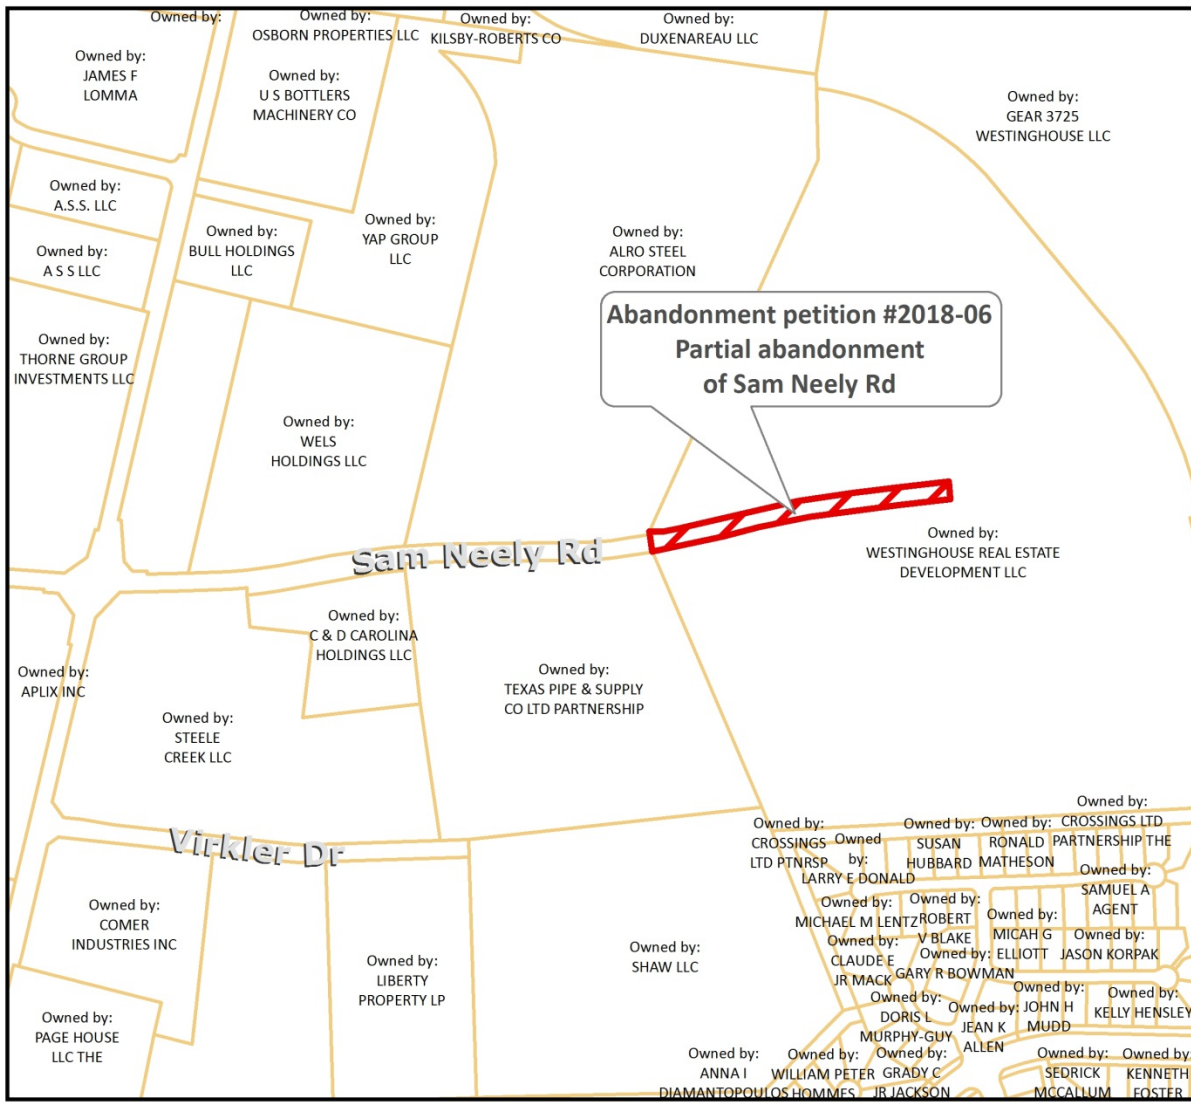 Owned by:
Owned by:
OSBORN PROPERTIES LLC
Owned by:
KILSBY-ROBERTS CO
Owned by:
DUXENAREAU LLC
Owned by:
JAMES F
LOMMA
Owned by:
U S BOTTLERS
MACHINERY CO
Owned by:
GEAR 3725
WESTINGHOUSE LLC
Owned by:
A.S.S. LLC
Owned by:
A S S LLC
Owned by:
BULL HOLDINGS
LLC
Owned by:
YAP GROUP
LLC
Owned by:
ALRO STEEL
CORPORATION
Abandonment petition #2018-06
Partial abandonment
of Sam Neely Rd
Owned by:
THORNE GROUP
INVESTMENTS LLC
Owned by:
WELS
HOLDINGS LLC
Owned by:
WESTINGHOUSE REAL ESTATE
DEVELOPMENT LLC
Sam Neely Rd
Owned by:
C & D CAROLINA
HOLDINGS LLC
Owned by:
APLIX INC
Owned by:
TEXAS PIPE & SUPPLY
CO LTD PARTNERSHIP
Owned by:
STEELE
CREEK LLC
Virkler Dr
Owned by:
CROSSINGS
LTD PTNRSP
Owned
by:
LARRY E DONALD
Owned by:
SUSAN
HUBBARD
Owned by:
RONALD
MATHESON
Owned by:
CROSSINGS LTD
PARTNERSHIP THE
Owned by:
SAMUEL A
AGENT
Owned by:
COMER
INDUSTRIES INC
Owned by:
MICHAEL M LENTZ
Owned by:
ROBERT
V BLAKE
Owned by:
MICAH G
ELLIOTT
Owned by:
JASON KORPAK
Owned by:
SHAW LLC
Owned by:
CLAUDE E
JR MACK
Owned by:
GARY R BOWMAN
Owned by:
LIBERTY
PROPERTY LP
Owned by:
DORIS L
MURPHY-GUY
Owned by:
JEAN K
ALLEN
Owned by:
JOHN H
MUDD
Owned by:
KELLY HENSLEY
Owned by:
PAGE HOUSE
LLC THE
Owned by:
ANNA I
DIAMANTOPOULOS
Owned by:
WILLIAM PETER
HOMMES
Owned by:
GRADY C
JR JACKSON
Owned by:
SEDRICK
MCCALLUM
Owned by:
KENNETH
FOSTER